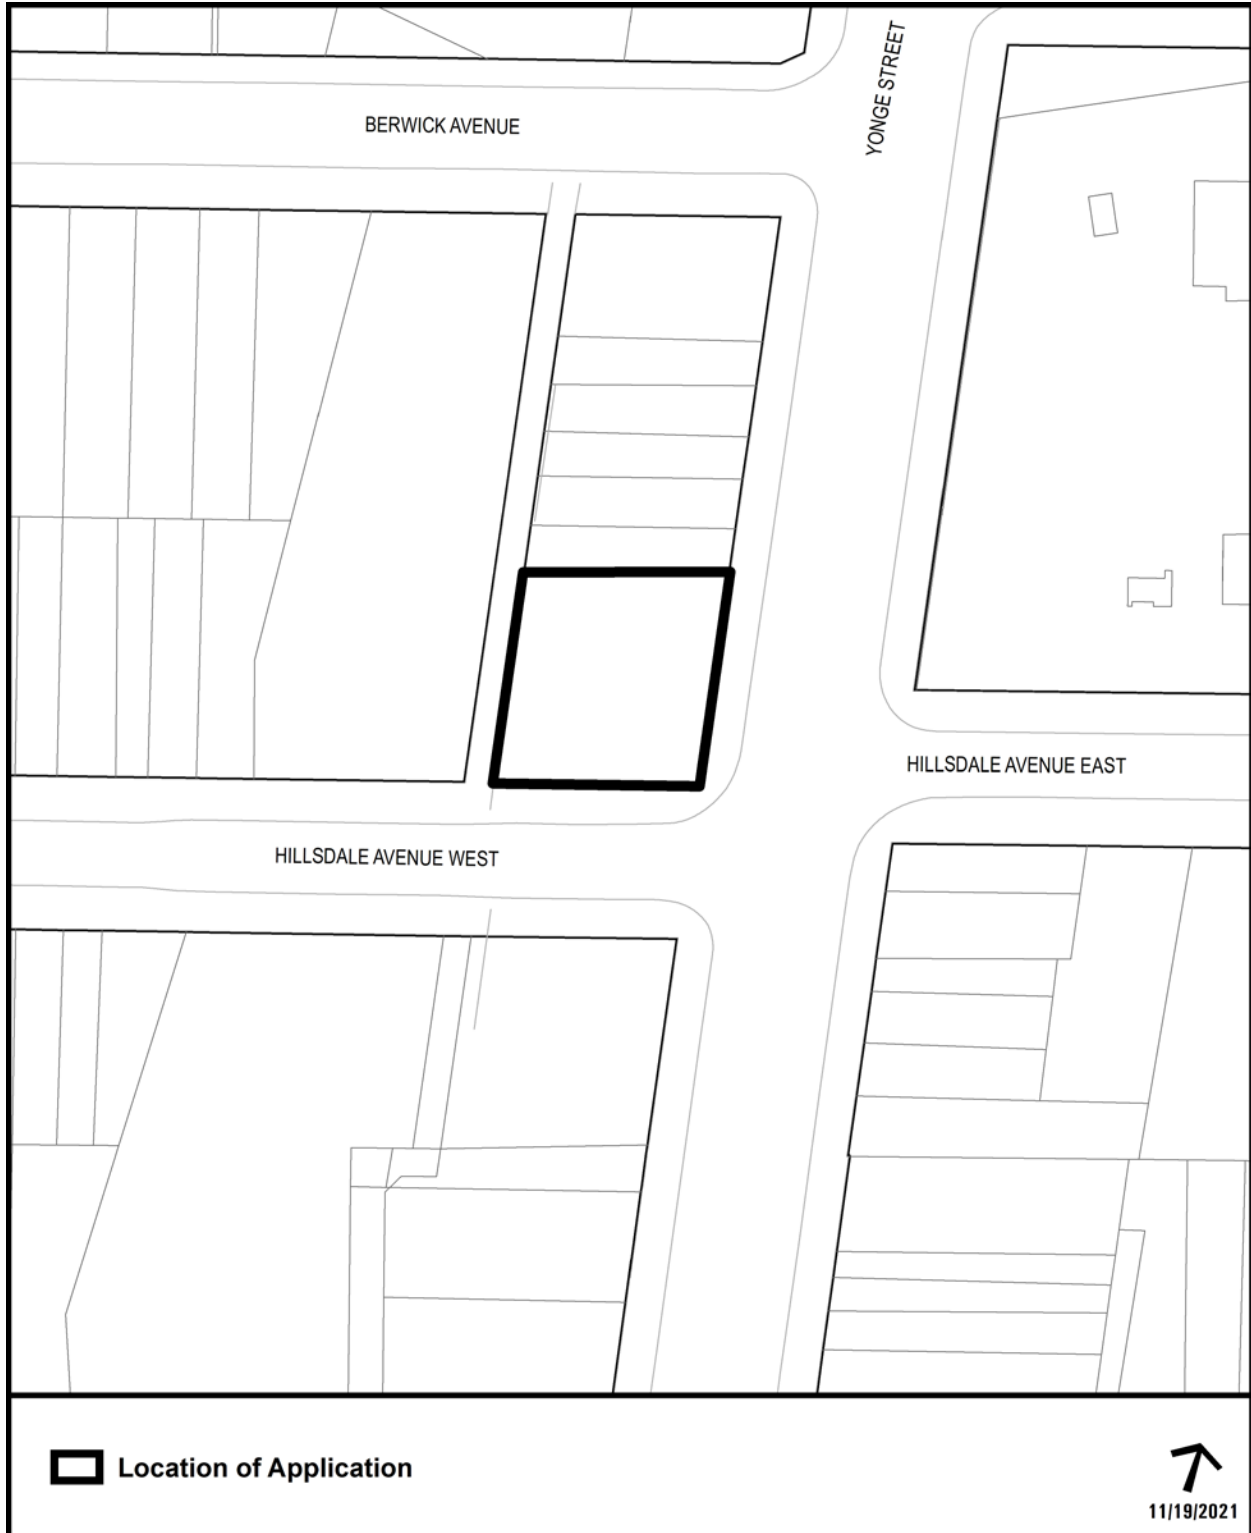 YONGE STREET
BERWICK AVENUE
HILLSDALE AVENUE EAST
HILLSDALE AVENUE WEST
Location of Application
11/19/2021